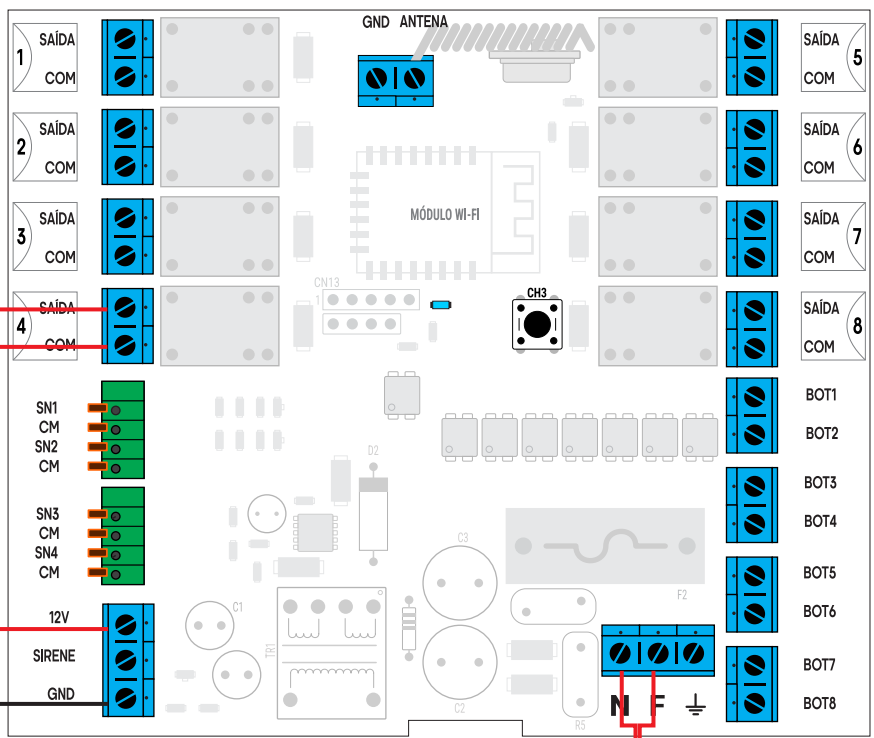 GND ANTENA
1
SAÍDA
COM
2
SAÍDA
COM
3
SAÍDA
COM
4
SAÍDA
COM
SN1
CM
SN2
CM
SN3
CM
SN4
CM
12V
SIRENE
GND
MÓDULO WI-FI
CN13
1
CH3
D2
C3
C1
TR1
C2
F2
R5
N F
5
SAÍDA
COM
6
SAÍDA
COM
7
SAÍDA
COM
8
SAÍDA
COM
BOT1
BOT2
BOT3
BOT4
BOT5
BOT6
BOT7
BOT8